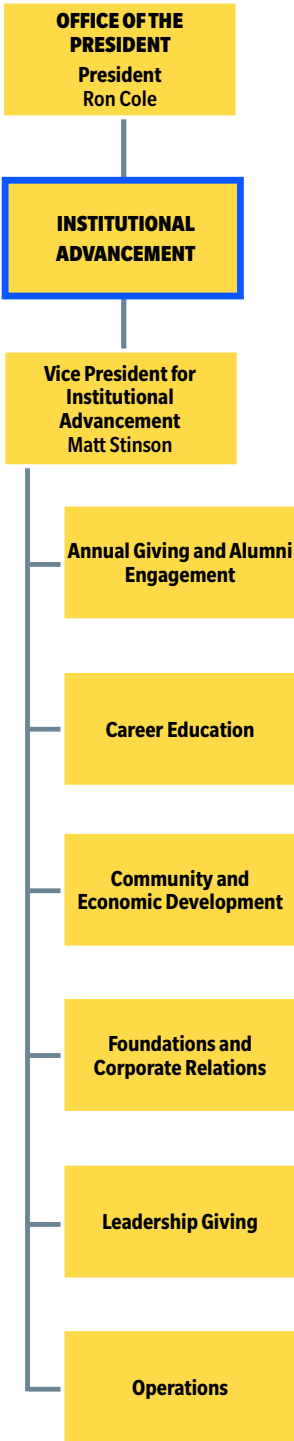 OFFICE OF THE
PRESIDENT
President
Ron Cole
INSTITUTIONAL
ADVANCEMENT
Vice President for
Institutional
Advancement
Matt Stinson
Annual Giving and Alumni
Engagement
Career Education
Community and
Economic Development
Foundations and
Corporate Relations
Leadership Giving
Operations